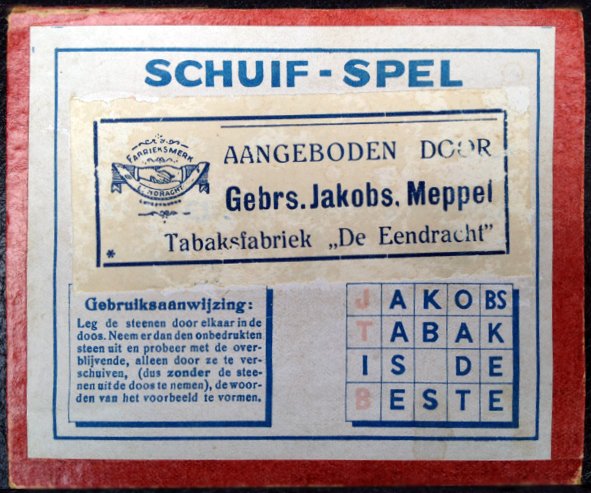 SCHUIF - SPEL
FABRIEKSMERK
EENDRACHT
AANGEBODEN DOOR
Gebrs. Jakobs. Meppel
Tabaksfabriek „De Eendracht"
*
Gebruiksaanwijzing:
Leg de steenen door elkaar in de
doos. Neem er dan den onbedrukten
steen uit en probeer met de over-
blijvende, alleen door ze te ver-
schuiven, (dus zonder de stee-
nen uit de doos te nemen), de woor-
den van het voorbeeld te vormen.
J A K O BS
T A B A K
I S D E
B E S T E